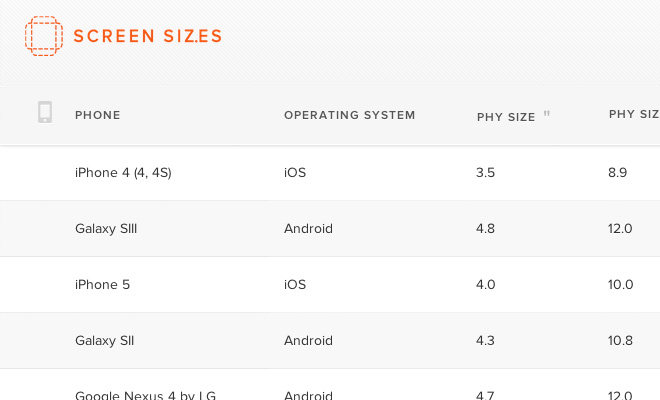 SCREEN SIZ.ES
PHONE OPERATING SYSTEM PHY SIZE " PHY SIZ
iPhone 4 (4, 4S) iOS 3.5 8.9
Galaxy SIII Android 4.8 12.0
iPhone 5 iOS 4.0 10.0
Galaxy SII Android 4.3 10.8
Google Nexus 4 by LG Android 4.7 12.0